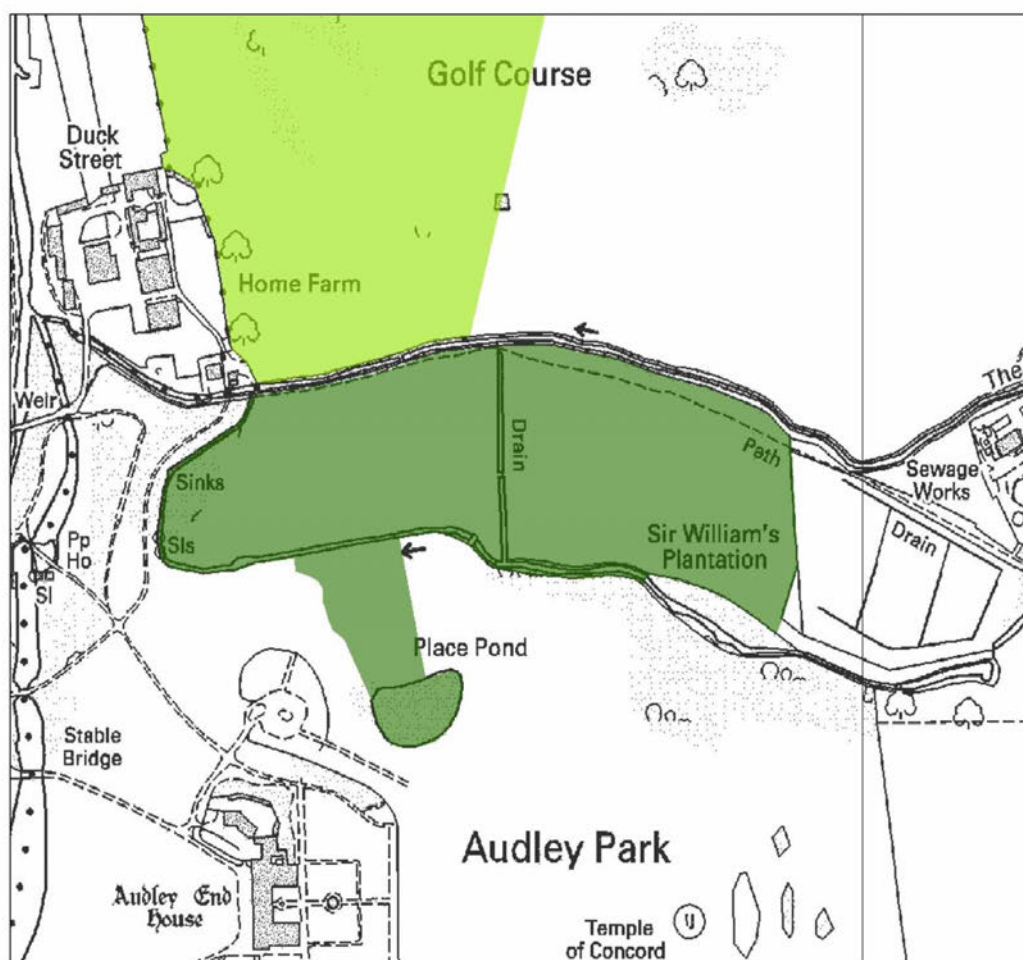 Golf Course
Duck
Street
Home Farm
Weir
The
Path
Drain
Sewage
Works
Sinks
Sls
Sir William's
Plantation
Drain
Pp
Ho
Sl
Place Pond
Stable
Bridge
Audley Park
Audley End
House
Temple
of Concord